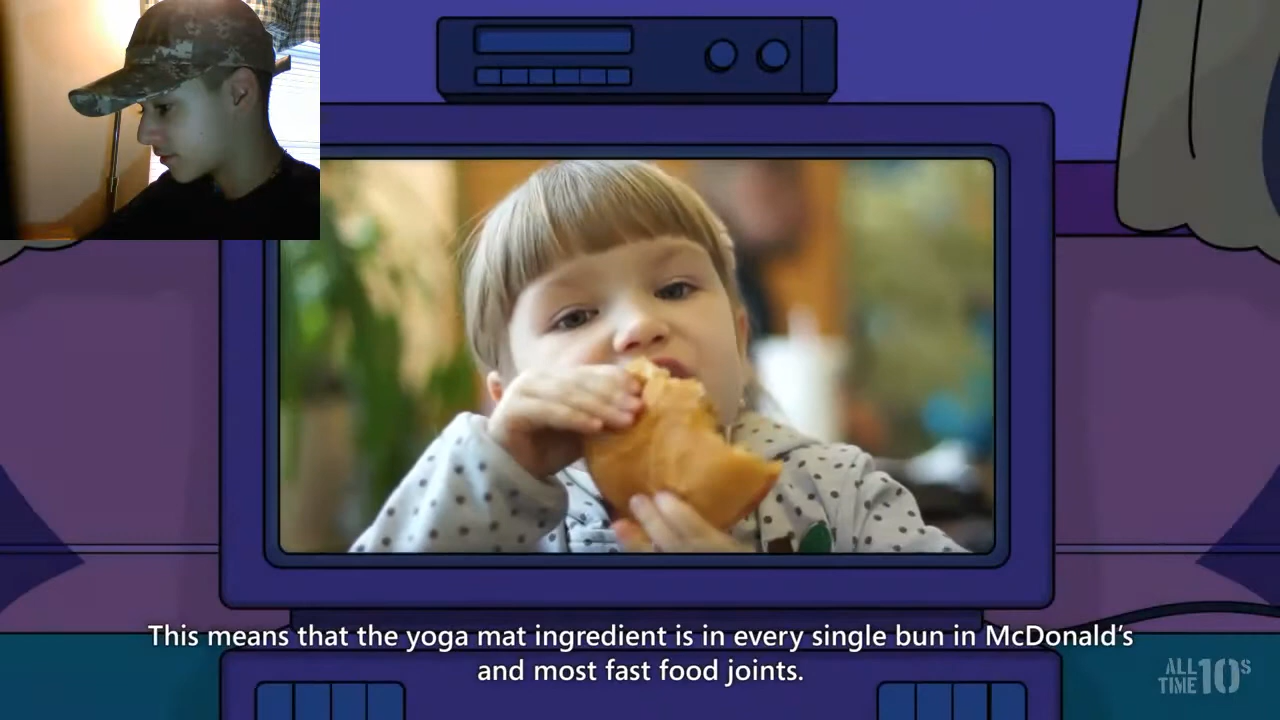 This means that the yoga mat ingredient is in every single bun in McDonald's
and most fast food joints.
ALL
TIME 10s